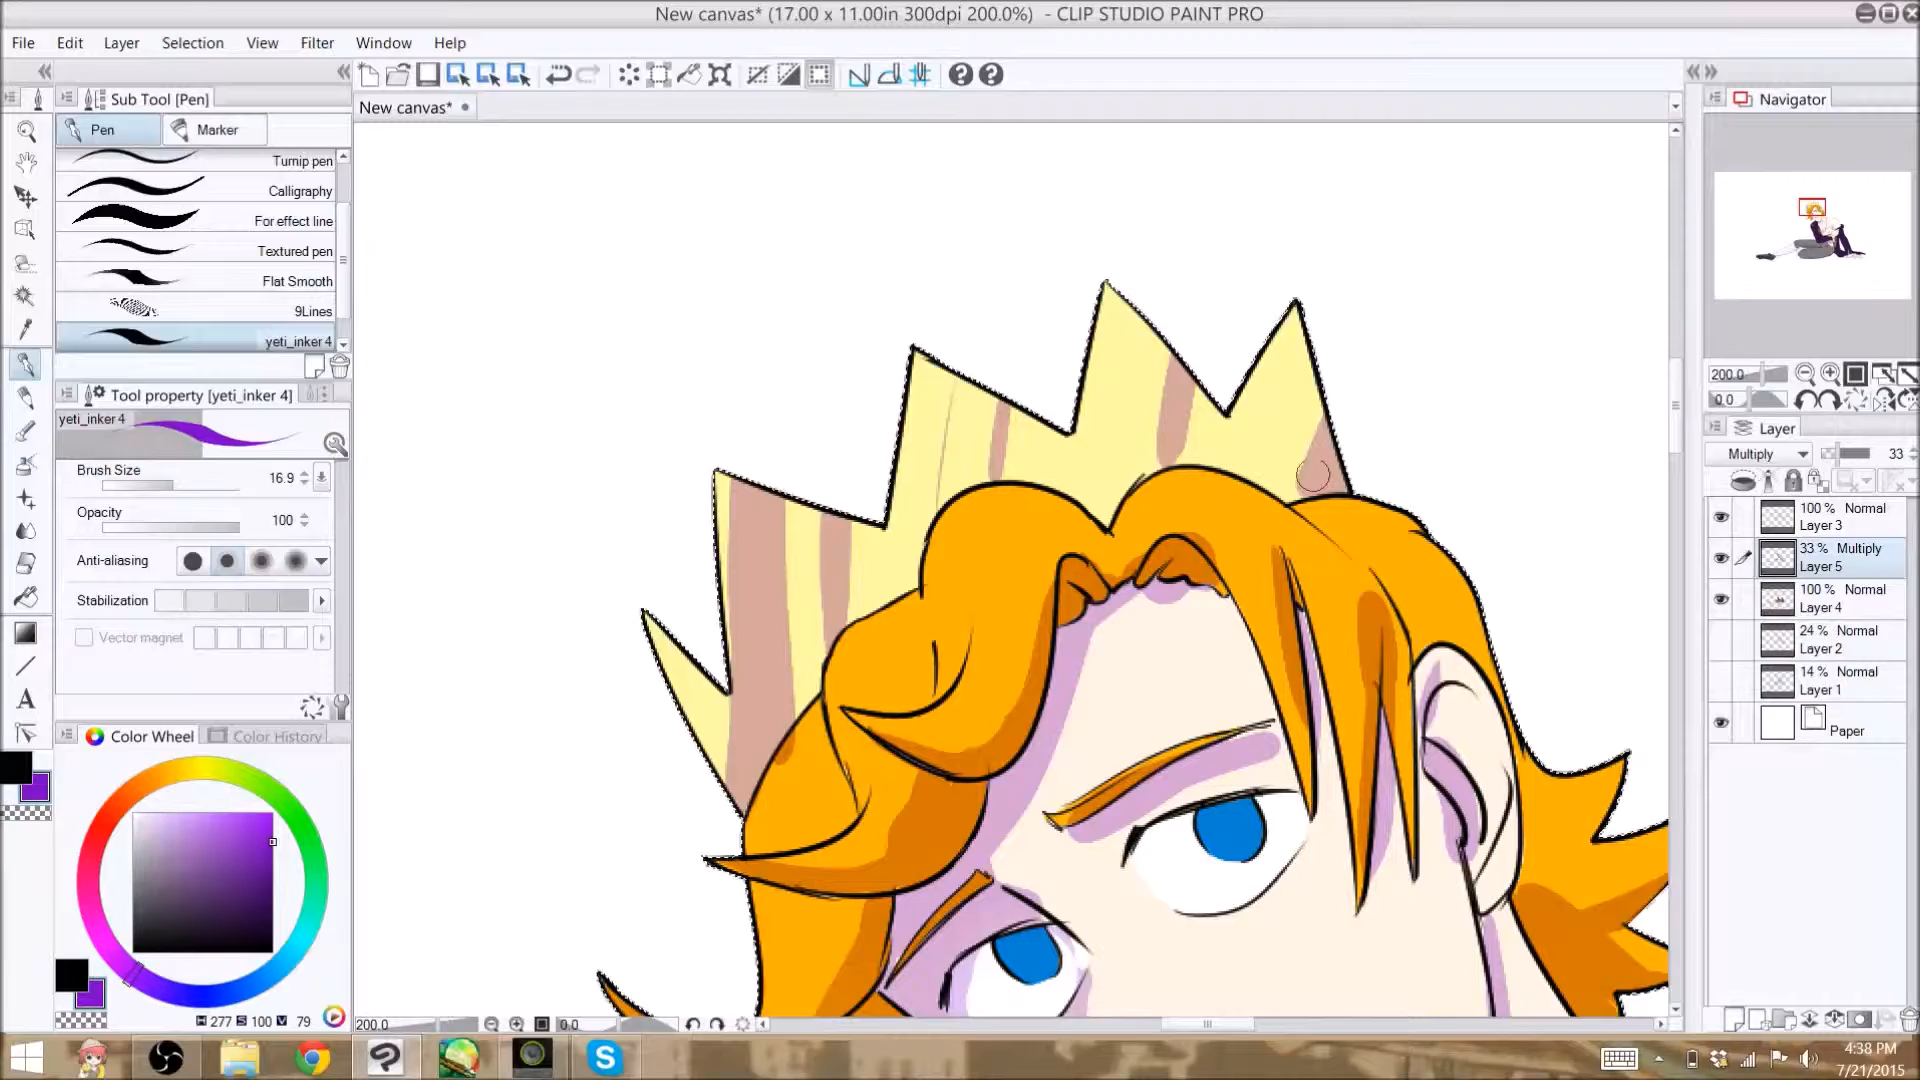 New canvas* (17.00 x 11.00in 300dpi 200.0%) - CLIP STUDIO PAINT PRO
File Edit Layer Selection View Filter Window Help
Sub Tool [Pen]
New canvas*
Navigator
Pen Marker
Turnip pen
Calligraphy
For effect line
Textured pen
Flat Smooth
9Lines
yeti_inker 4
200.0
0.0
Tool property [yeti_inker 4]
yeti_inker 4
Layer
Multiply 33
Brush Size 16.9
Opacity 100
Anti-aliasing
Stabilization
Vector magnet
100 % Normal
Layer 3
33 % Multiply
Layer 5
100 % Normal
Layer 4
24 % Normal
Layer 2
14 % Normal
Layer 1
Paper
Color Wheel Color History
H 277 S 100 V 79
200.0 0.0
4:38 PM
7/21/2015